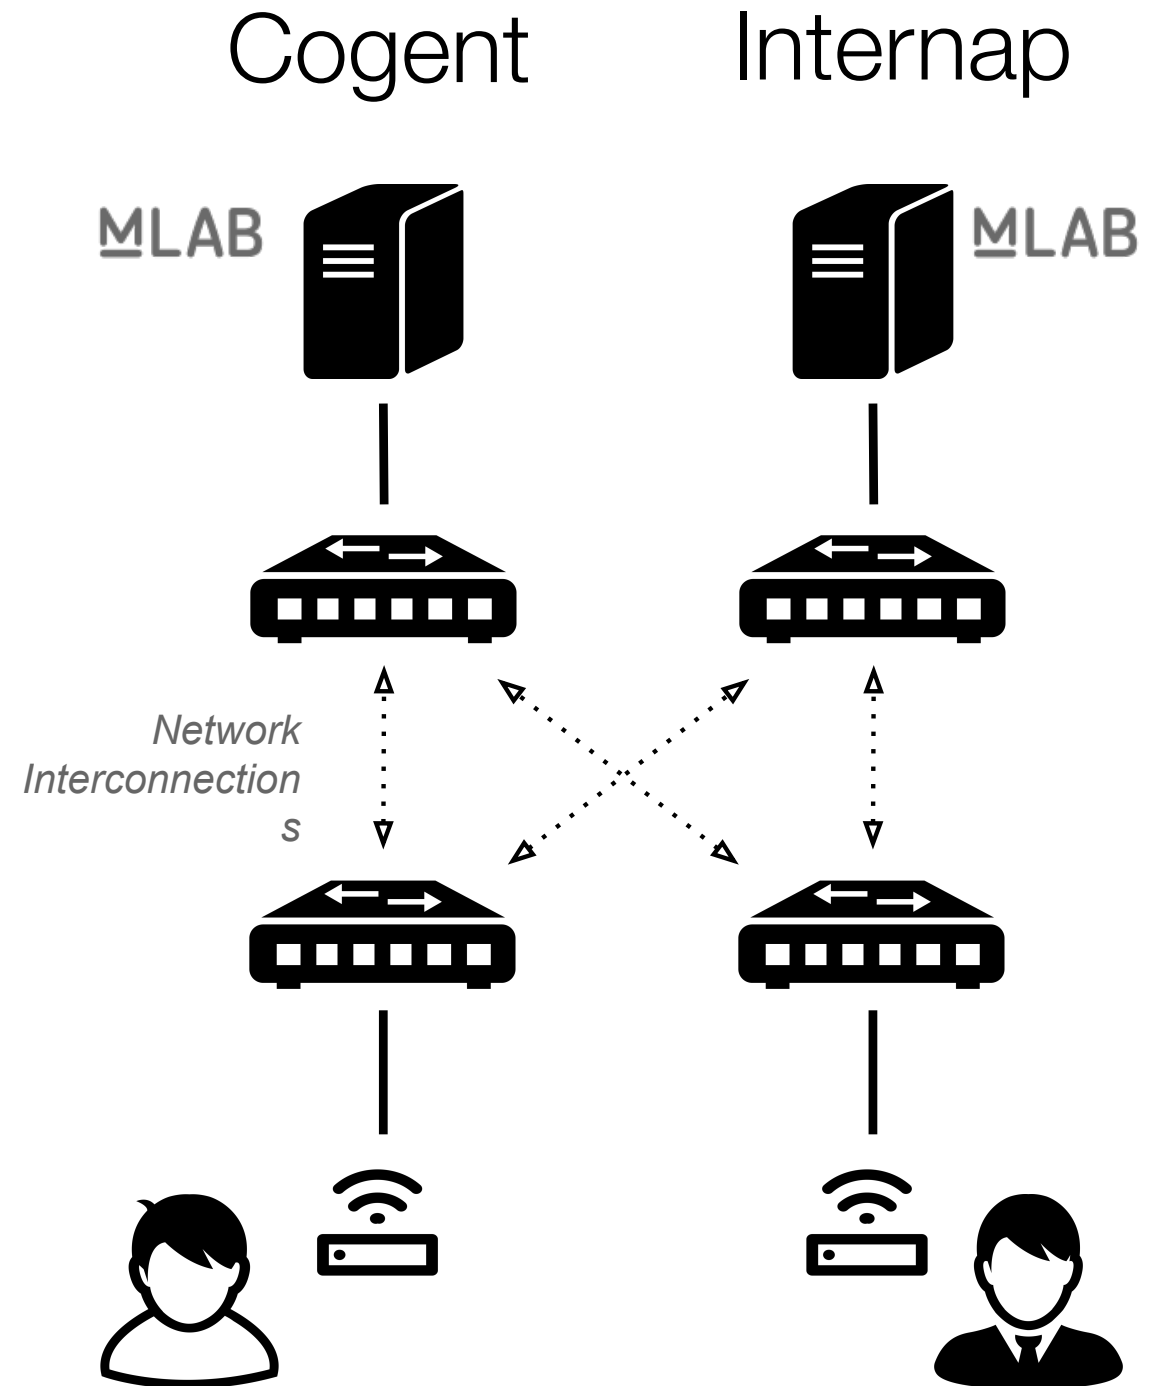 Cogent
Internap
MLAB
MLAB
Network
Interconnection
s